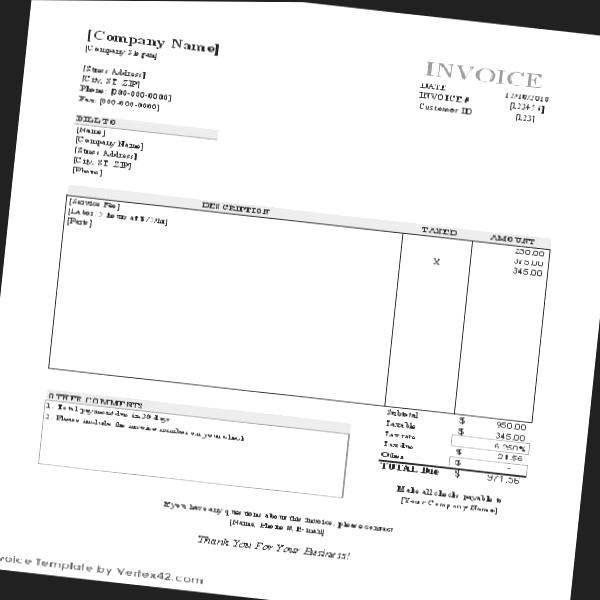 [Company Name]
[Company Slogan]
INVOICE
[Street Address]
[City, ST ZIP]
Phone: [000-000-0000]
Fax: [000-000-0000]
DATE
INVOICE # [123456]
Customer ID [123]
BILL TO
[Name]
[Company Name]
[Street Address]
[City, ST ZIP]
[Phone]
DESCRIPTION TAXED AMOUNT
[Service Fee] 230.00
[Labor: 5 hours at $75/hr] 375.00
[Parts] X 345.00
Subtotal $ 950.00
Taxable $ 345.00
Tax rate 6.250%
Tax due $ 21.56
Other $ -
TOTAL Due $ 971.56
OTHER COMMENTS
1. Total payment due in 30 days
2. Please include the invoice number on your check
Make all checks payable to
[Your Company Name]
If you have any questions about this invoice, please contact
[Name, Phone #, E-mail]
Thank You For Your Business!
voice Template by Vertex42.com